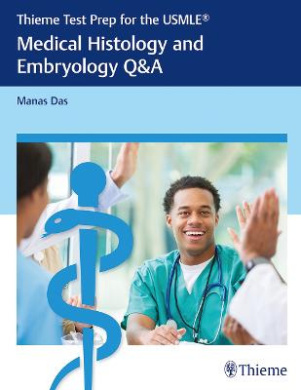 Thieme Test Prep for the USMLE®
Medical Histology and
Embryology Q&A
Manas Das
Thieme